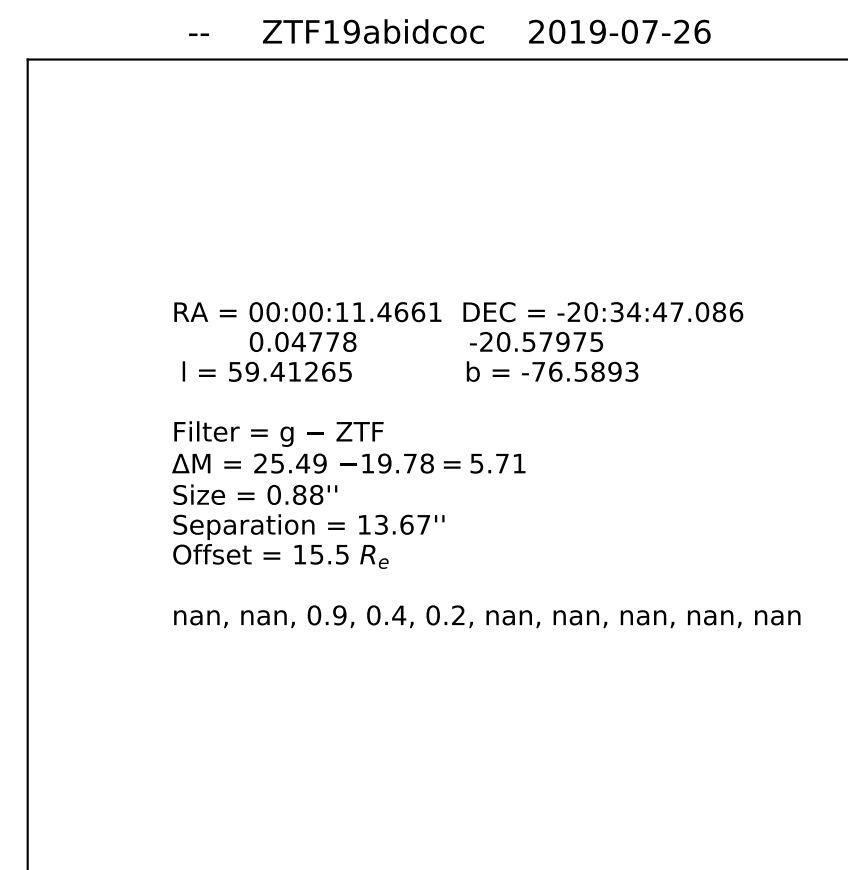 --    ZTF19abidcoc    2019-07-26
RA = 00:00:11.4661  DEC = -20:34:47.086
0.04778    -20.57975
l = 59.41265    b = -76.5893
Filter = g − ZTF
ΔM = 25.49 −19.78 = 5.71
Size = 0.88''
Separation = 13.67''
Offset = 15.5 Re
nan, nan, 0.9, 0.4, 0.2, nan, nan, nan, nan, nan